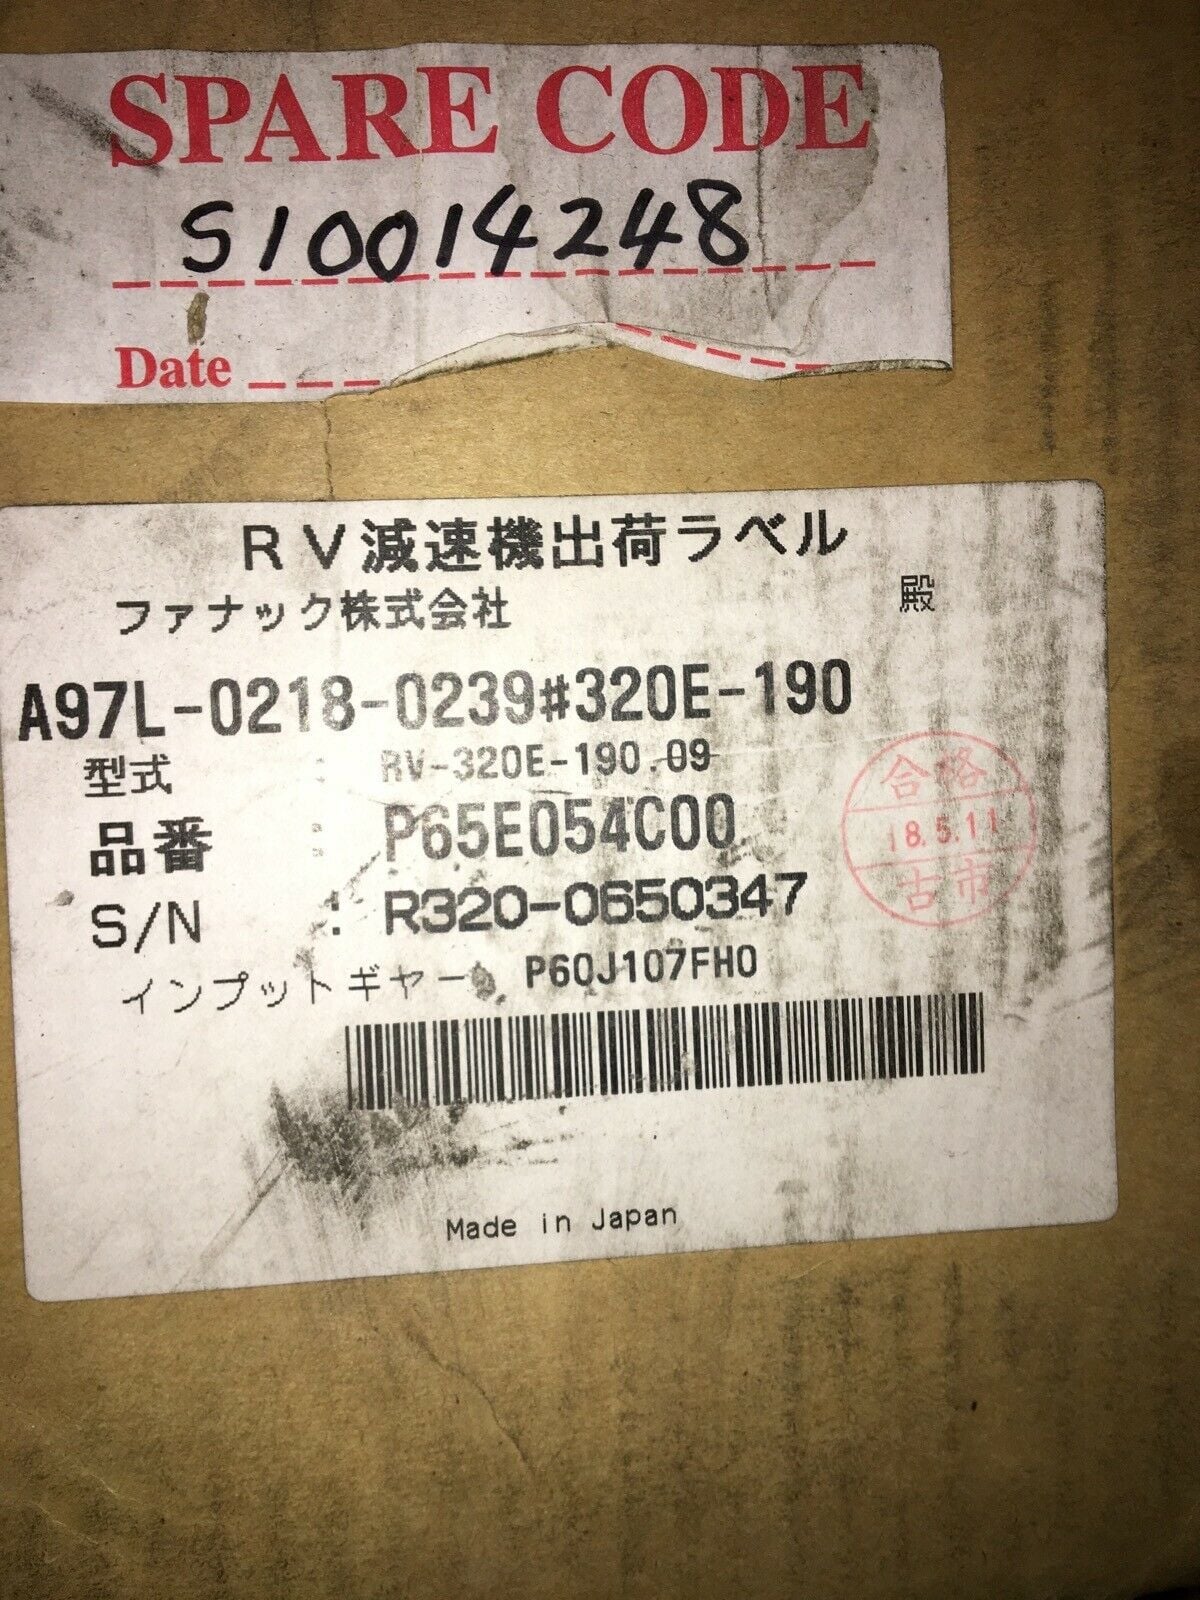 SPARE CODE
S10014248
Date
RV減速機出荷ラベル
ファナック株式会社 殿
A97L-0218-0239#320E-190
型式 : RV-320E-190.09
品番 : P65E054C00
合格
18.5.11
古市
S/N : R320-0650347
インプットギヤー P60J107FH0
Made in Japan